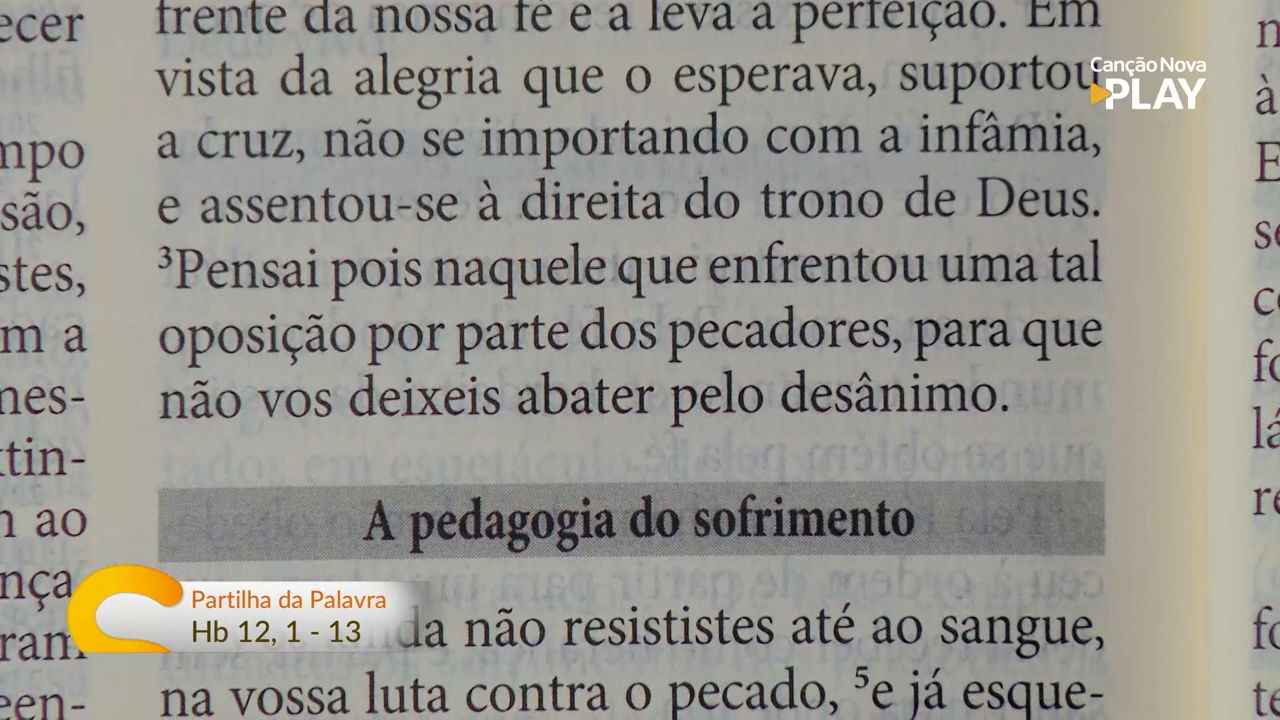 frente da nossa fé e a leva à perfeição. Em
vista da alegria que o esperava, suportou
a cruz, não se importando com a infâmia,
e assentou-se à direita do trono de Deus.
³Pensai pois naquele que enfrentou uma tal
oposição por parte dos pecadores, para que
não vos deixeis abater pelo desânimo.
A pedagogia do sofrimento
não resististes até ao sangue,
na vossa luta contra o pecado, ⁵e já esque-
Canção Nova
PLAY
Partilha da Palavra
Hb 12, 1 - 13